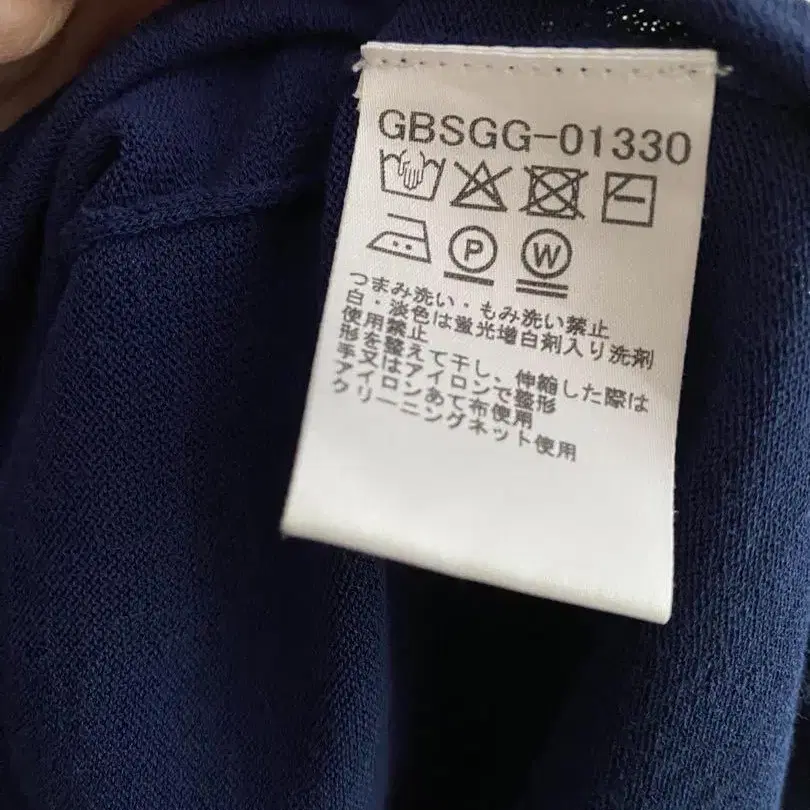 GBSGG-01330
P W
つまみ洗い・もみ洗い禁止
白・淡色は蛍光増白剤入り洗剤
使用禁止
形を整えて干し、伸縮した際は
手又はアイロンで整形
アイロンあて布使用
クリーニングネット使用